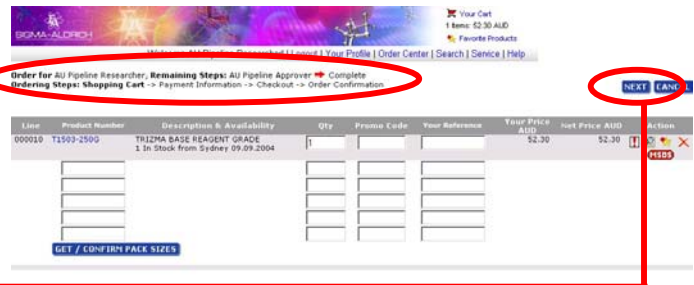 SIGMA-ALDRICH
Your Cart
1 Items: 52.30 AUD
Favorite Products
Welcome AU Pipeline Researched | Logout | Your Profile | Order Center | Search | Service | Help
Order for AU Pipeline Researcher, Remaining Steps: AU Pipeline Approver Complete
Ordering Steps: Shopping Cart -> Payment Information -> Checkout -> Order Confirmation
NEXT CANCEL
Line Product Number Description & Availability Qty Promo Code Your Reference Your Price AUD Net Price AUD Action
000010 T1503-250G TRIZMA BASE REAGENT GRADE 1 52.30 52.30
1 In Stock from Sydney 09.09.2004
MSDS
GET / CONFIRM PACK SIZES